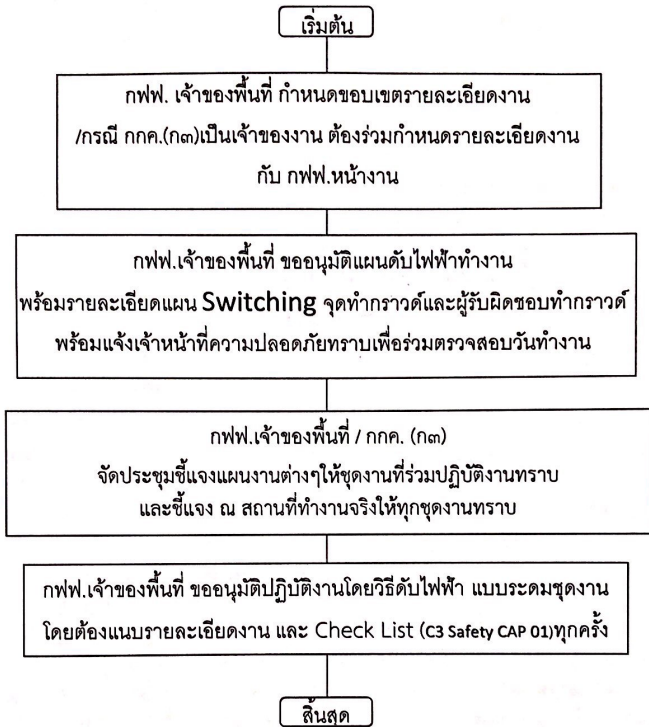 เริ่มต้น
กฟฟ. เจ้าของพื้นที่ กำหนดขอบเขตรายละเอียดงาน
/กรณี กกค.(ก๓)เป็นเจ้าของงาน ต้องร่วมกำหนดรายละเอียดงาน
กับ กฟฟ.หน้างาน
กฟฟ.เจ้าของพื้นที่ ขออนุมัติแผนดับไฟฟ้าทำงาน
พร้อมรายละเอียดแผน Switching จุดทำกราวด์และผู้รับผิดชอบทำกราวด์
พร้อมแจ้งเจ้าหน้าที่ความปลอดภัยทราบเพื่อร่วมตรวจสอบวันทำงาน
กฟฟ.เจ้าของพื้นที่ / กกค. (ก๓)
จัดประชุมชี้แจงแผนงานต่างๆให้ชุดงานที่ร่วมปฏิบัติงานทราบ
และชี้แจง ณ สถานที่ทำงานจริงให้ทุกชุดงานทราบ
กฟฟ.เจ้าของพื้นที่ ขออนุมัติปฏิบัติงานโดยวิธีดับไฟฟ้า แบบระดมชุดงาน
โดยต้องแนบรายละเอียดงาน และ Check List (C3 Safety CAP 01)ทุกครั้ง
สิ้นสุด